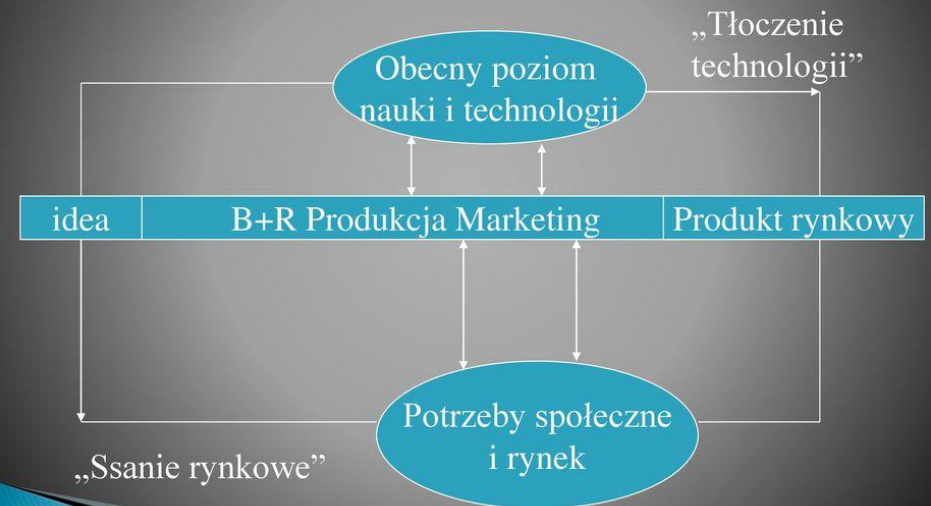 „Tłoczenie
technologii”
Obecny poziom
nauki i technologii
idea
B+R Produkcja Marketing
Produkt rynkowy
Potrzeby społeczne
i rynek
„Ssanie rynkowe”